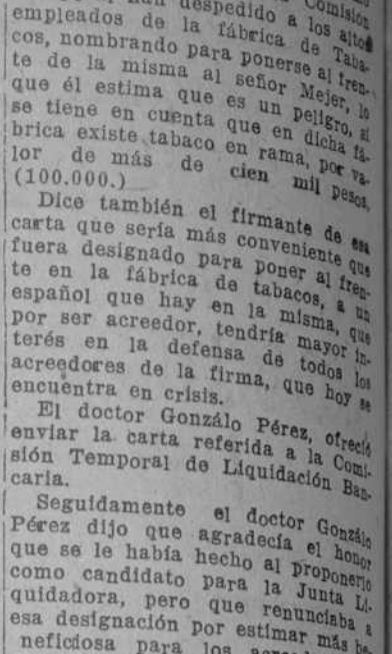 han despedido a los altos
empleados de la fábrica de Taba-
cos, nombrando para ponerse al fren-
te de la misma al señor Mejer, lo
que él estima que es un peligro, si
se tiene en cuenta que en dicha fá-
brica existe tabaco en rama, por va-
lor de más de cien mil pesos,
(100.000.)
Dice también el firmante de esa
carta que sería más conveniente que
fuera designado para poner al fren-
te en la fábrica de tabacos, a un
español que hay en la misma, que
por ser acreedor, tendría mayor in-
terés en la defensa de todos los
acreedores de la firma, que hoy se
encuentra en crisis.
El doctor Gonzálo Pérez, ofreció
enviar la carta referida a la Comi-
sión Temporal de Liquidación Ban-
caria.
Seguidamente el doctor Gonzálo
Pérez dijo que agradecía el honor
que se le había hecho al proponerlo
como candidato para la Junta Li-
quidadora, pero que renunciaba a
esa designación por estimar más be-
neficiosa para los